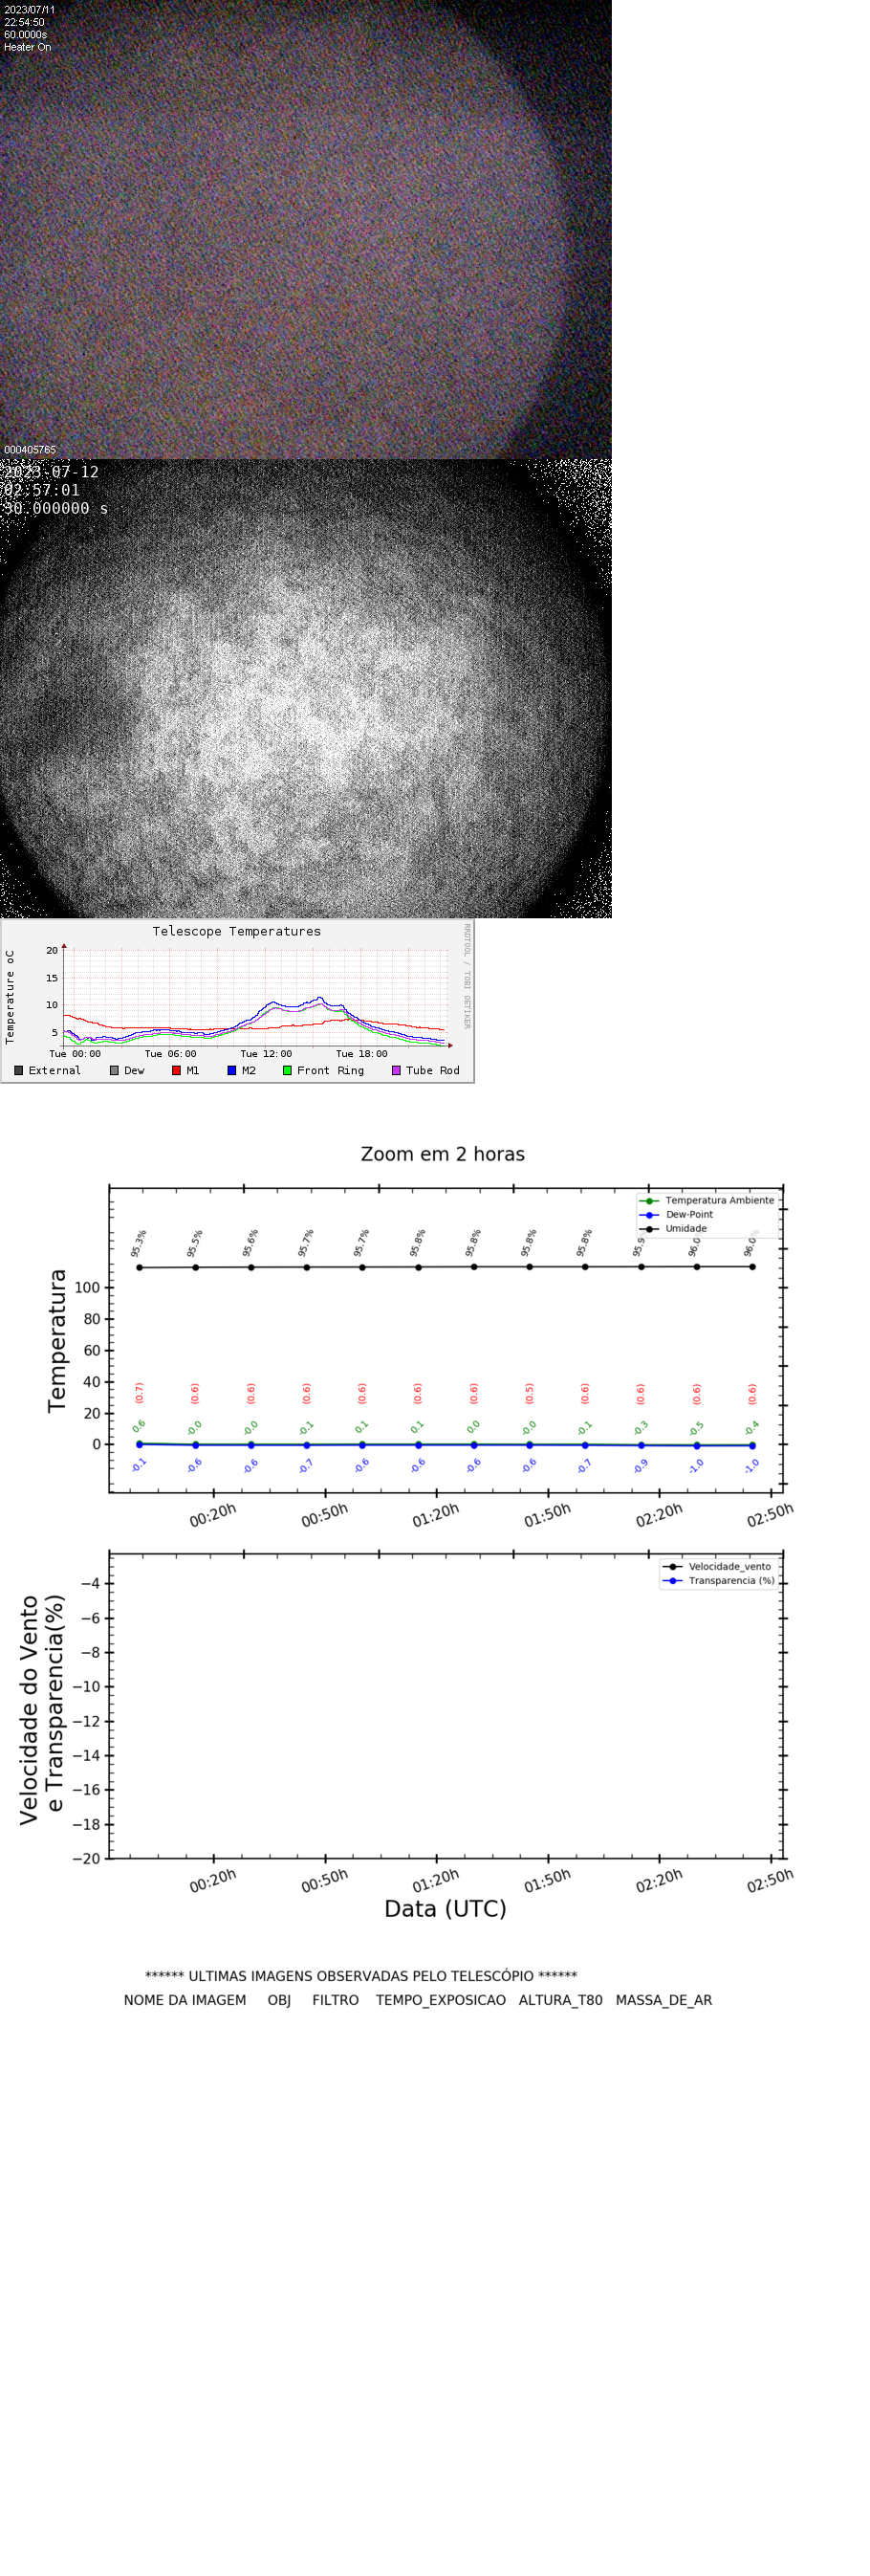 2023/07/11
22:54:50
60.0000s
Heater On
000405765
2023-07-12
02:57:01
30.000000 s
Telescope Temperatures
RRDTOOL / TOBI OETIKER
Temperature oC
20
15
10
5
Tue 00:00 Tue 06:00 Tue 12:00 Tue 18:00
External Dew M1 M2 Front Ring Tube Rod
Zoom em 2 horas
Temperatura Ambiente
Dew-Point
Umidade
95.3% 95.5% 95.6% 95.7% 95.7% 95.8% 95.8% 95.8% 95.8% 95.9 96.0 96.0
Temperatura
100
80
60
40
20
0
(0.7) (0.6) (0.6) (0.6) (0.6) (0.6) (0.6) (0.5) (0.6) (0.6) (0.6) (0.6)
0.6 -0.0 -0.0 -0.1 0.1 0.1 0.0 -0.0 -0.1 -0.3 -0.5 -0.4
-0.1 -0.6 -0.6 -0.7 -0.6 -0.6 -0.6 -0.6 -0.7 -0.9 -1.0 -1.0
00:20h 00:50h 01:20h 01:50h 02:20h 02:50h
Velocidade_vento
Transparencia (%)
Velocidade do Vento
e Transparencia(%)
−4
−6
−8
−10
−12
−14
−16
−18
−20
00:20h 00:50h 01:20h 01:50h 02:20h 02:50h
Data (UTC)
****** ULTIMAS IMAGENS OBSERVADAS PELO TELESCÓPIO ******
NOME DA IMAGEM OBJ FILTRO TEMPO_EXPOSICAO ALTURA_T80 MASSA_DE_AR